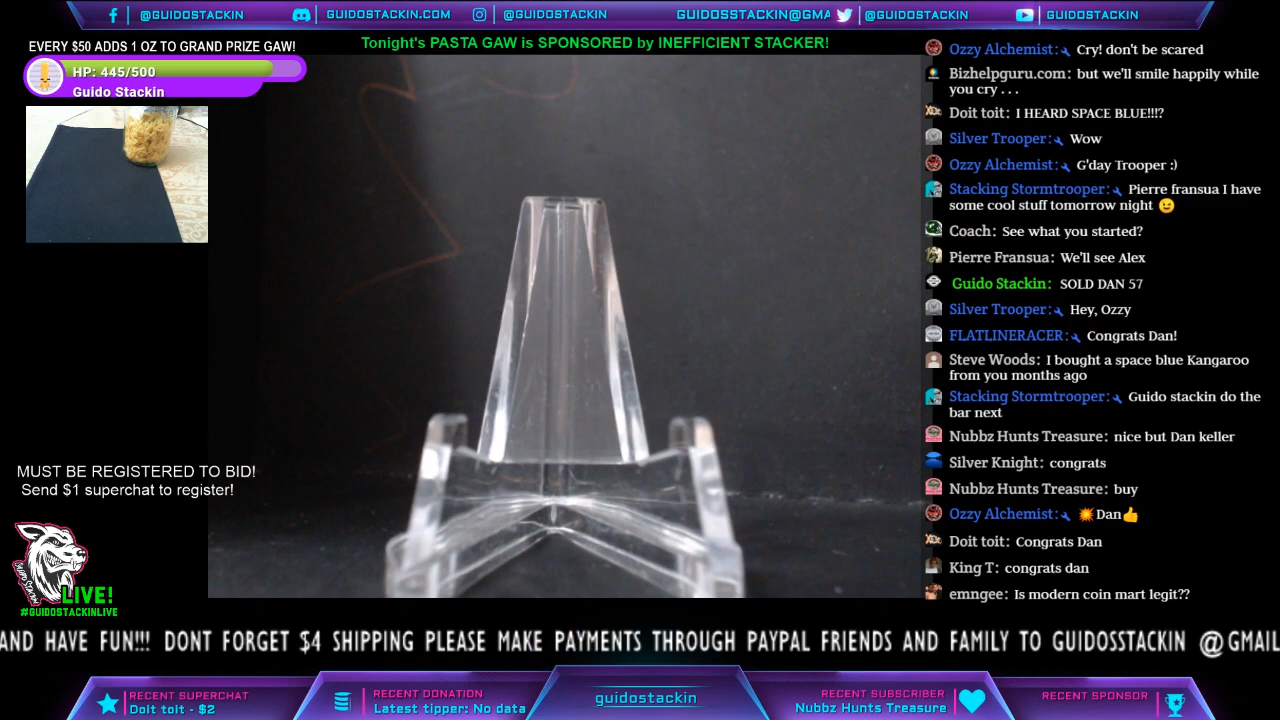 @GUIDOSTACKIN
GUIDOSTACKIN.COM
@GUIDOSTACKIN
GUIDOSSTACKIN@GMA
@GUIDOSTACKIN
GUIDOSTACKIN
EVERY $50 ADDS 1 OZ TO GRAND PRIZE GAW!
HP: 445/500
Guido Stackin
Tonight's PASTA GAW is SPONSORED by INEFFICIENT STACKER!
Ozzy Alchemist: Cry! don't be scared
Bizhelpguru.com: but we'll smile happily while
you cry . . .
Doit toit: I HEARD SPACE BLUE!!!?
Silver Trooper: Wow
Ozzy Alchemist: G'day Trooper :)
Stacking Stormtrooper: Pierre fransua I have
some cool stuff tomorrow night 😉
Coach: See what you started?
Pierre Fransua: We'll see Alex
Guido Stackin: SOLD DAN 57
Silver Trooper: Hey, Ozzy
FLATLINERACER: Congrats Dan!
Steve Woods: I bought a space blue Kangaroo
from you months ago
Stacking Stormtrooper: Guido stackin do the
bar next
Nubbz Hunts Treasure: nice but Dan keller
Silver Knight: congrats
Nubbz Hunts Treasure: buy
Ozzy Alchemist: 💥Dan👍
Doit toit: Congrats Dan
King T: congrats dan
emngee: Is modern coin mart legit??
MUST BE REGISTERED TO BID!
Send $1 superchat to register!
LIVE!
#GUIDOSTACKINLIVE
AND HAVE FUN!!! DONT FORGET $4 SHIPPING PLEASE MAKE PAYMENTS THROUGH PAYPAL FRIENDS AND FAMILY TO GUIDOSSTACKIN @GMAIL
RECENT SUPERCHAT
Doit toit - $2
RECENT DONATION
Latest tipper: No data
guidostackin
RECENT SUBSCRIBER
Nubbz Hunts Treasure
RECENT SPONSOR